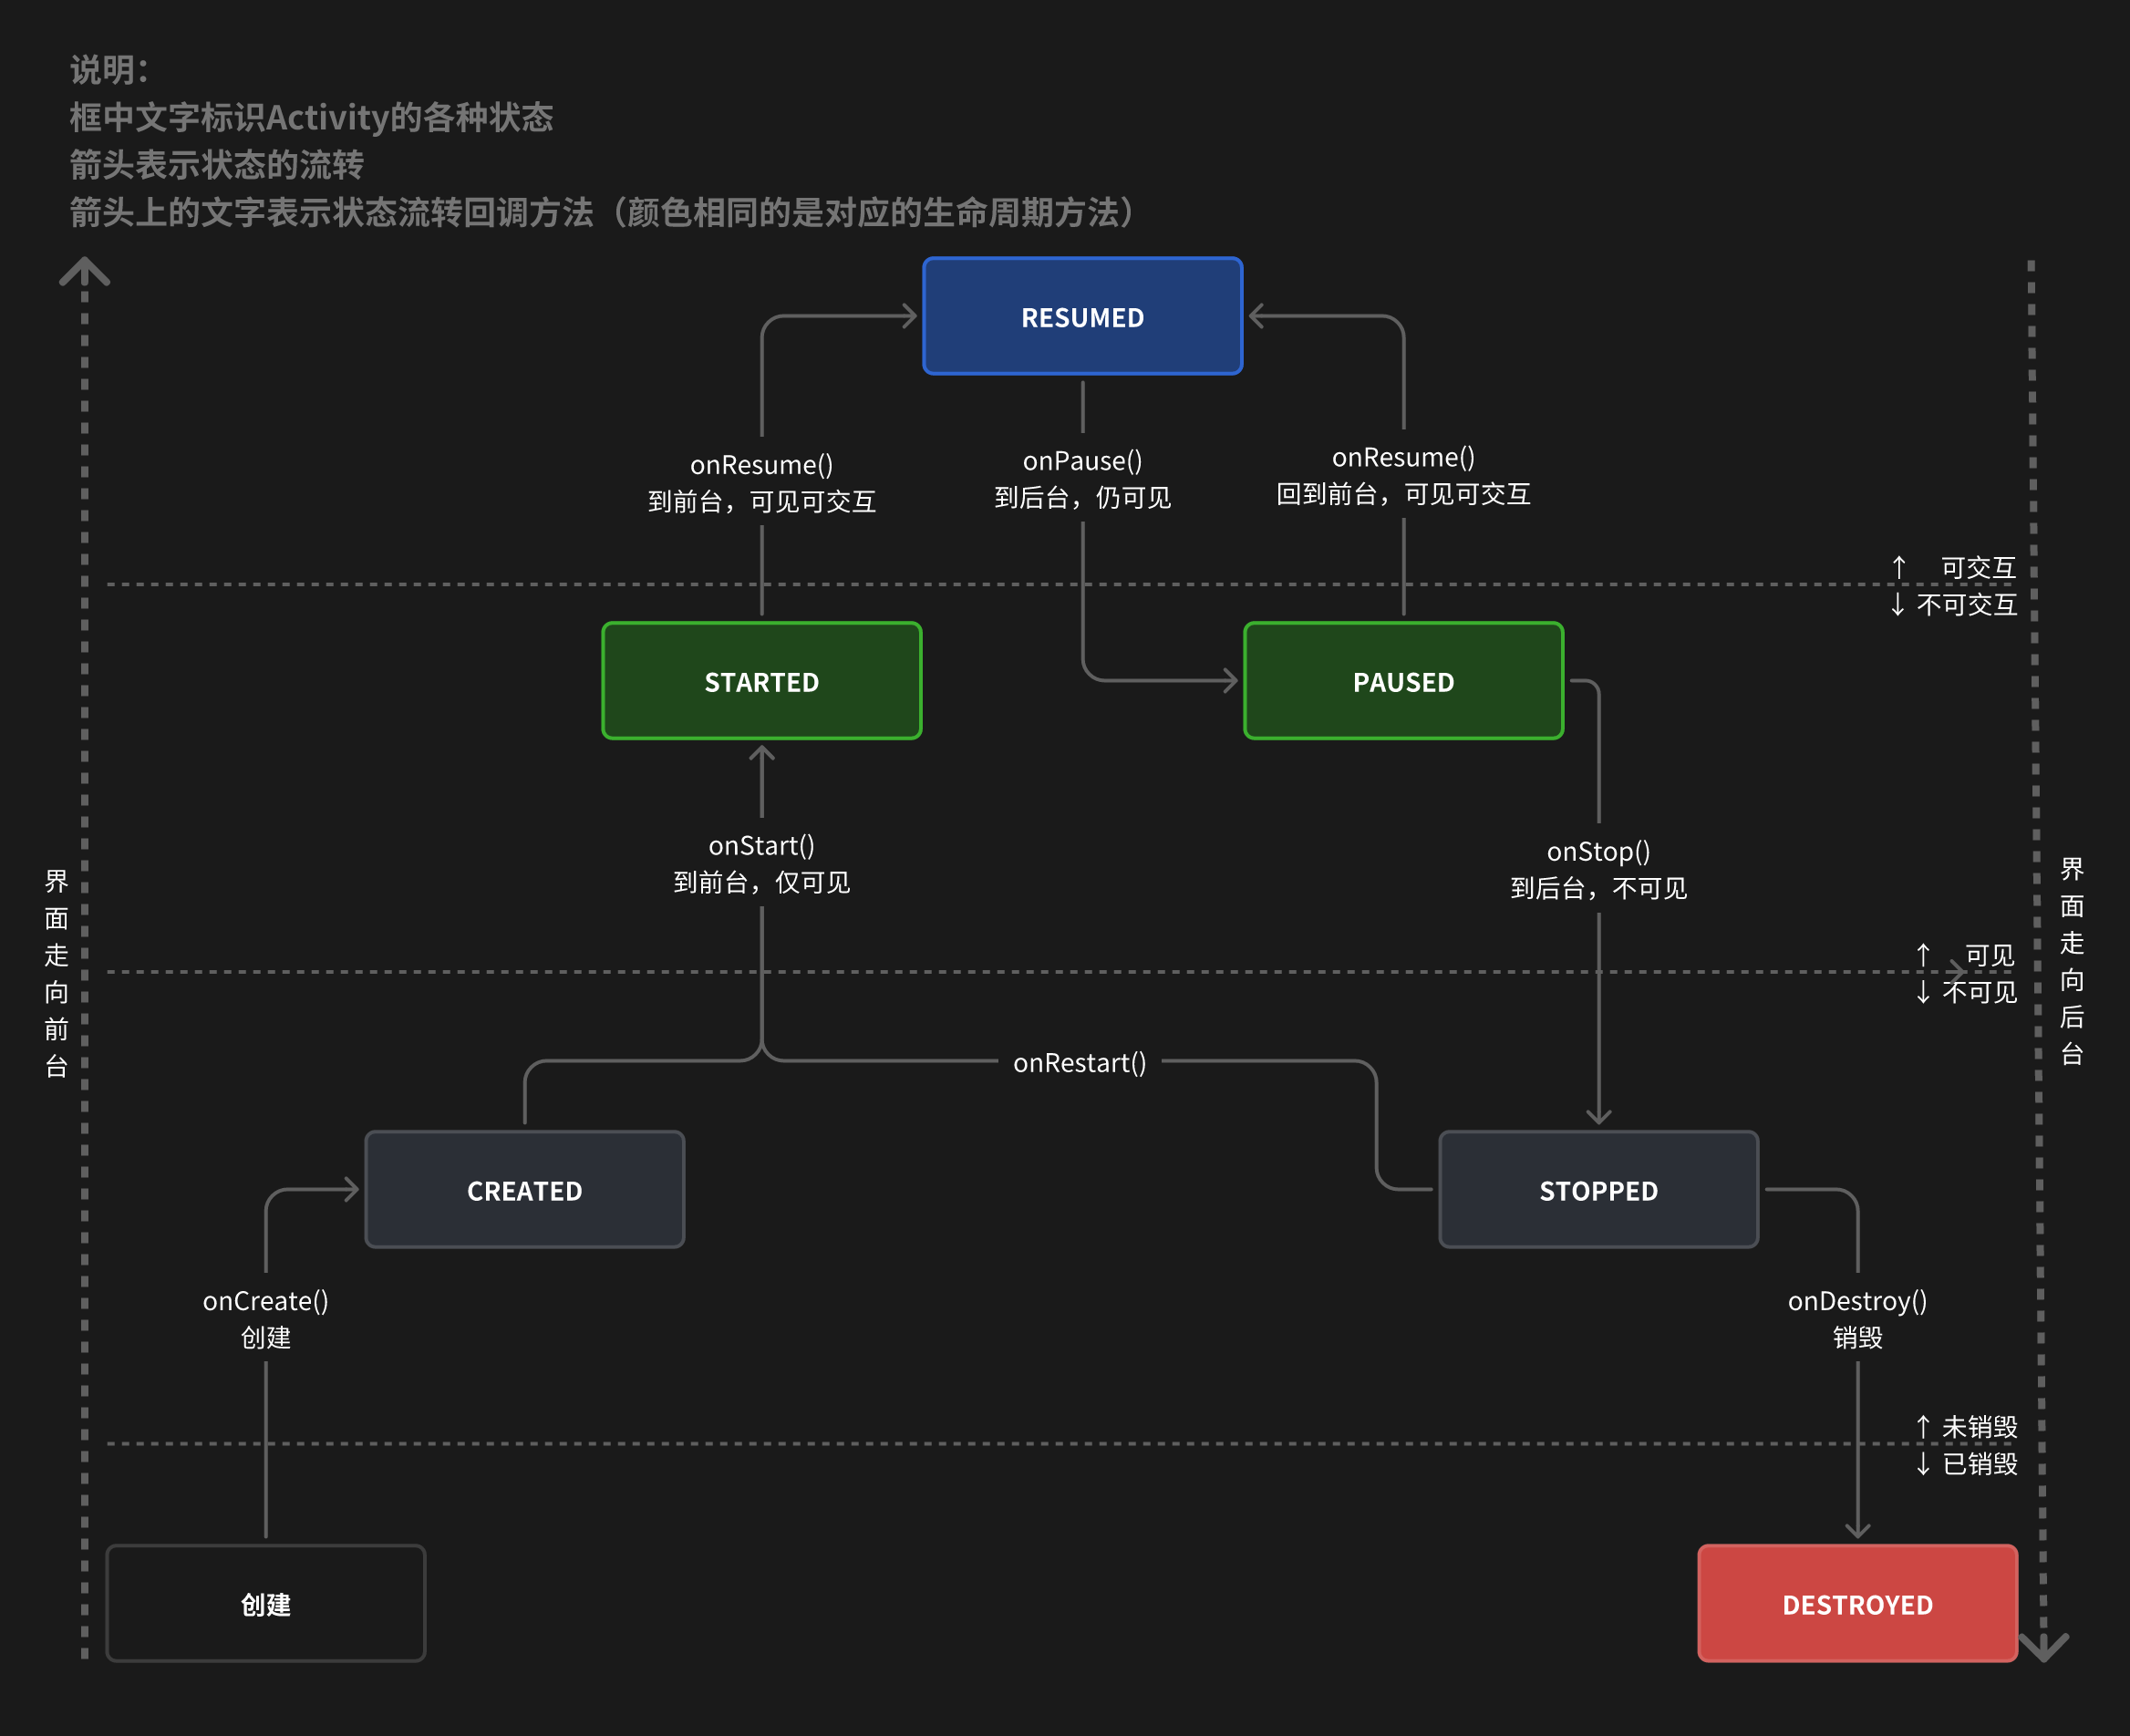 说明：
框中文字标识Activity的各种状态
箭头表示状态的流转
箭头上的文字表示状态流转回调方法（颜色相同的是对应的生命周期方法）
RESUMED
onResume()
到前台，可见可交互
onPause()
到后台，仍可见
onResume()
回到前台，可见可交互
↑ 可交互
↓ 不可交互
STARTED
PAUSED
onStart()
到前台，仅可见
onStop()
到后台，不可见
界面走向前台
界面走向后台
↑ 可见
↓ 不可见
onRestart()
CREATED
STOPPED
onCreate()
创建
onDestroy()
销毁
↑ 未销毁
↓ 已销毁
创建
DESTROYED